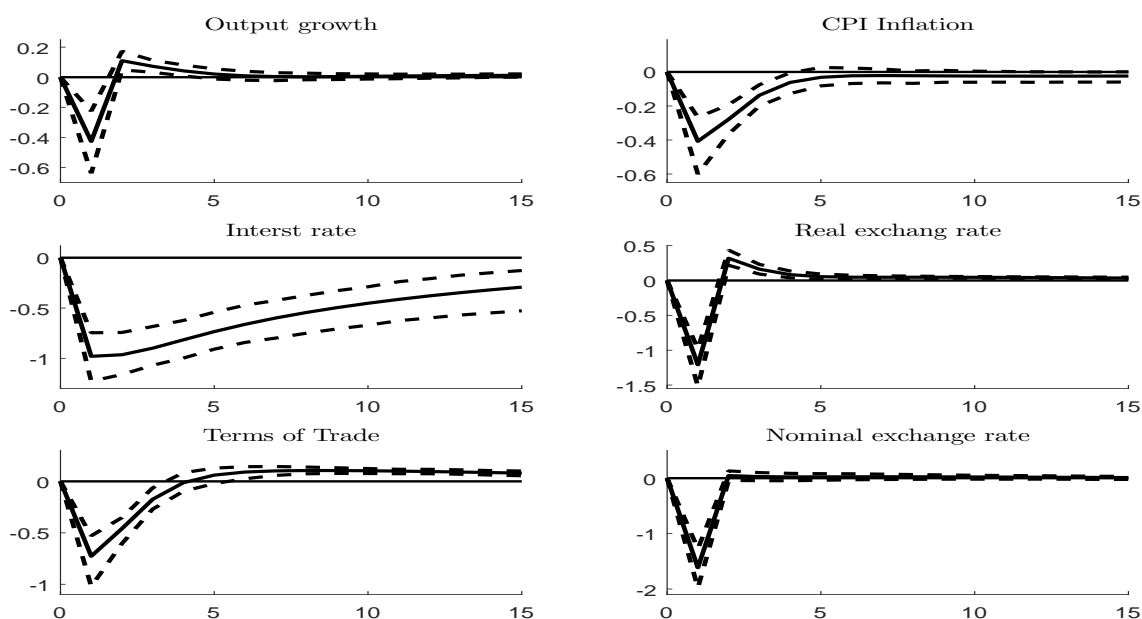 Output growth
0.2
0
-0.2
-0.4
-0.6
0 5 10 15
CPI Inflation
0
-0.2
-0.4
-0.6
0 5 10 15
Interst rate
0
-0.5
-1
0 5 10 15
Real exchang rate
0.5
0
-0.5
-1
-1.5
0 5 10 15
Terms of Trade
0
-0.5
-1
0 5 10 15
Nominal exchange rate
0
-1
-2
0 5 10 15